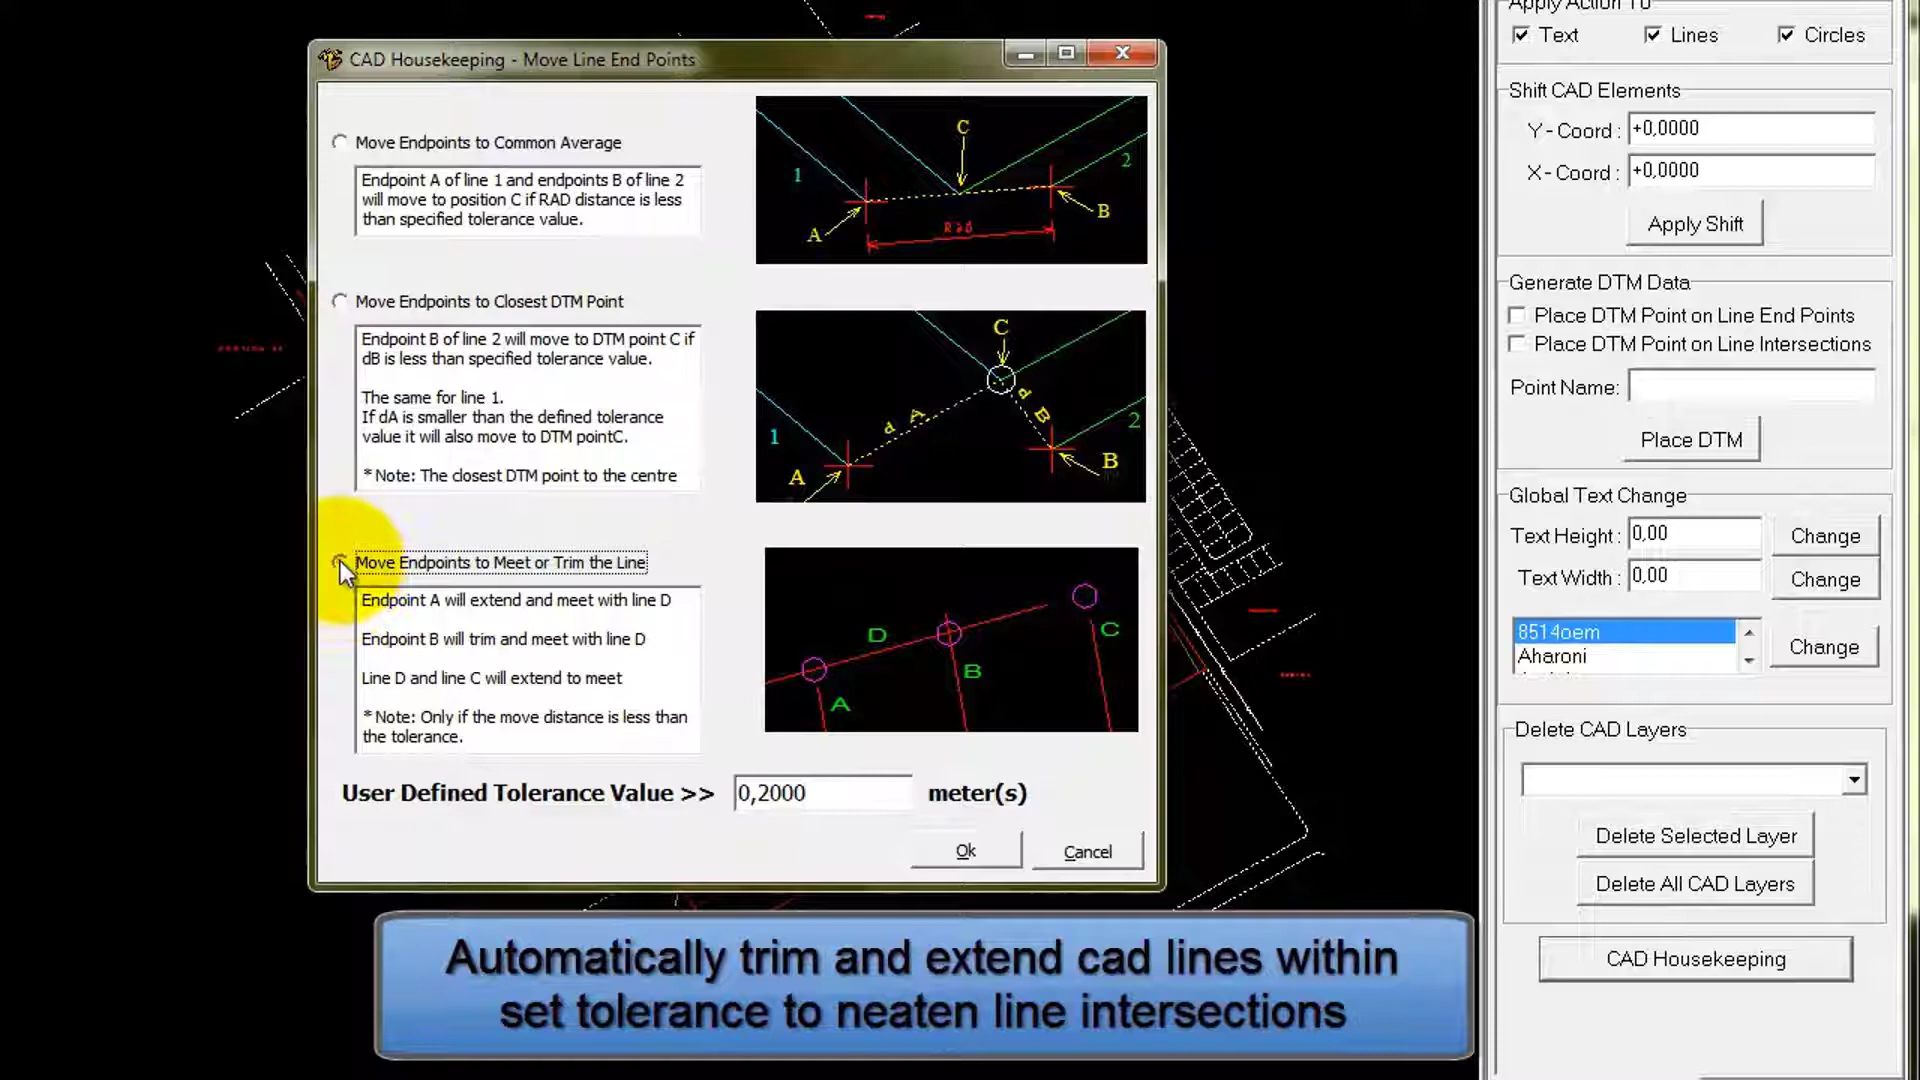 CAD Housekeeping - Move Line End Points
Move Endpoints to Common Average
Endpoint A of line 1 and endpoints B of line 2
will move to position C if RAD distance is less
than specified tolerance value.
C
1
2
A
B
Move Endpoints to Closest DTM Point
Endpoint B of line 2 will move to DTM point C if
dB is less than specified tolerance value.
The same for line 1.
If dA is smaller than the defined tolerance
value it will also move to DTM pointC.
* Note: The closest DTM point to the centre
C
d A
d B
1
2
A
B
Move Endpoints to Meet or Trim the Line
Endpoint A will extend and meet with line D
Endpoint B will trim and meet with line D
Line D and line C will extend to meet
* Note: Only if the move distance is less than
the tolerance.
D
C
B
A
User Defined Tolerance Value >> 0,2000 meter(s)
Ok
Cancel
Apply Action To
Text Lines Circles
Shift CAD Elements
Y - Coord : +0,0000
X - Coord : +0,0000
Apply Shift
Generate DTM Data
Place DTM Point on Line End Points
Place DTM Point on Line Intersections
Point Name:
Place DTM
Global Text Change
Text Height : 0,00 Change
Text Width : 0,00 Change
8514oem
Aharoni
Change
Delete CAD Layers
Delete Selected Layer
Delete All CAD Layers
CAD Housekeeping
Automatically trim and extend cad lines within
set tolerance to neaten line intersections